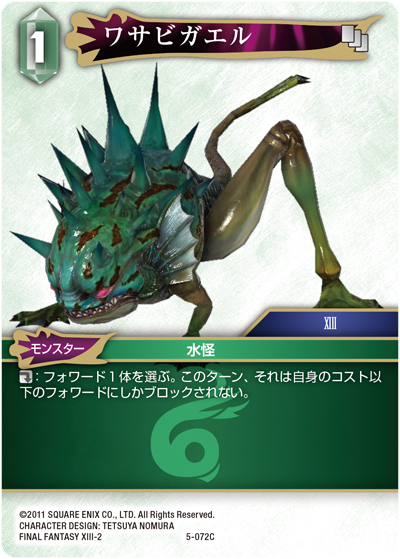 1
ワサビガエル
XIII
モンスター
水怪
：フォワード1体を選ぶ。このターン、それは自身のコスト以
下のフォワードにしかブロックされない。
©2011 SQUARE ENIX CO., LTD. All Rights Reserved.
CHARACTER DESIGN: TETSUYA NOMURA
FINAL FANTASY XIII-2 5-072C